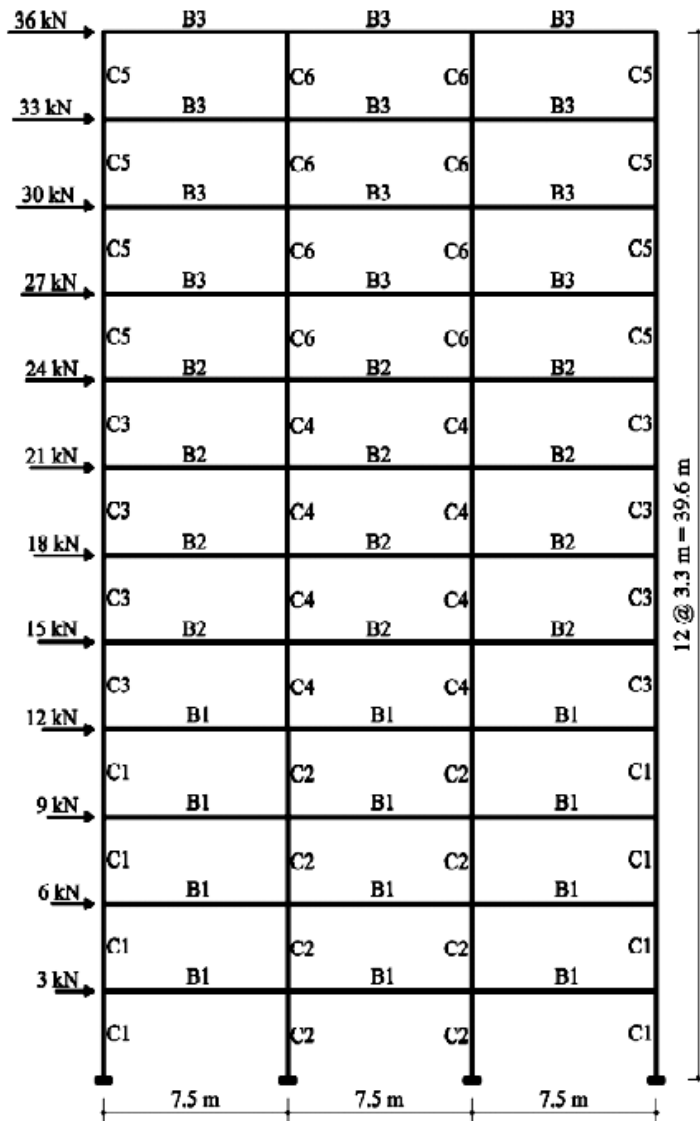 36 kN B3 B3 B3
C5 C6 C6 C5
33 kN B3 B3 B3
C5 C6 C6 C5
30 kN B3 B3 B3
C5 C6 C6 C5
27 kN B3 B3 B3
C5 C6 C6 C5
24 kN B2 B2 B2
C3 C4 C4 C3
21 kN B2 B2 B2
C3 C4 C4 C3
18 kN B2 B2 B2
C3 C4 C4 C3
15 kN B2 B2 B2
C3 C4 C4 C3
12 kN B1 B1 B1
C1 C2 C2 C1
9 kN B1 B1 B1
C1 C2 C2 C1
6 kN B1 B1 B1
C1 C2 C2 C1
3 kN B1 B1 B1
C1 C2 C2 C1
7.5 m 7.5 m 7.5 m
12 @ 3.3 m = 39.6 m